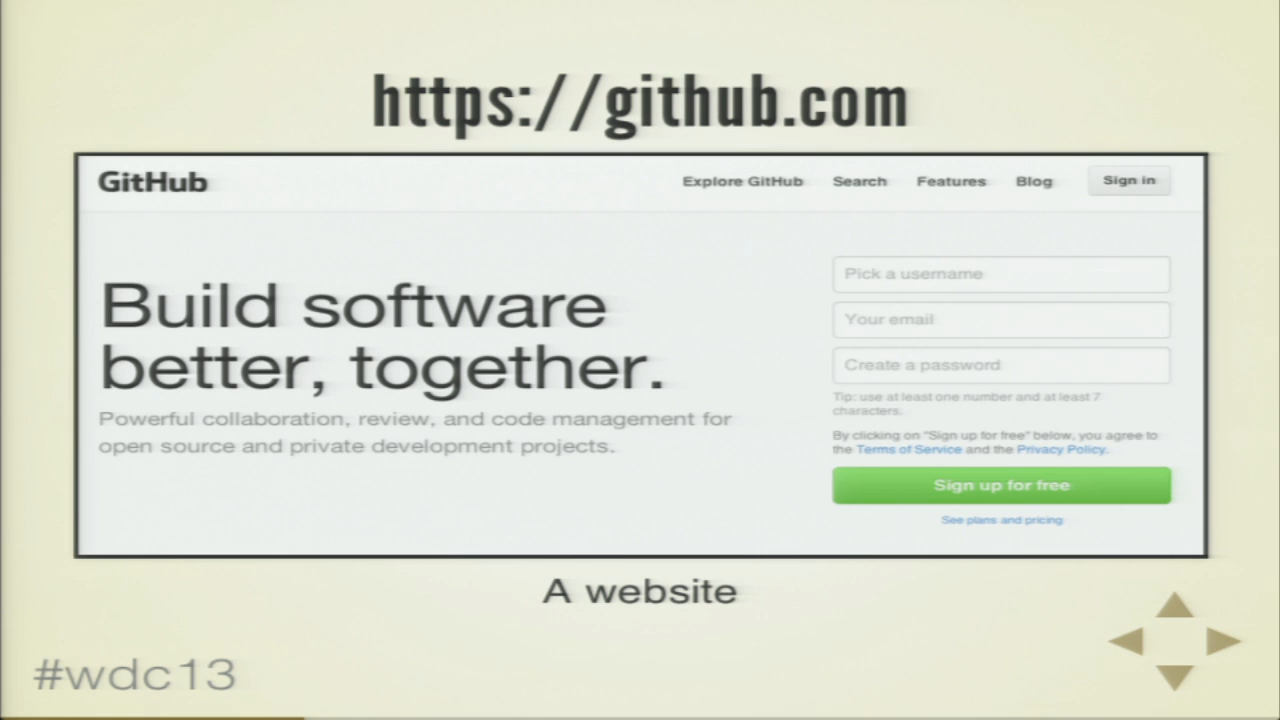 https://github.com
GitHub
Explore GitHub Search Features Blog Sign in
Build software
better, together.
Powerful collaboration, review, and code management for
open source and private development projects.
Pick a username
Your email
Create a password
Tip: use at least one number and at least 7
characters.
By clicking on "Sign up for free" below, you agree to
the Terms of Service and the Privacy Policy.
Sign up for free
See plans and pricing
A website
#wdc13